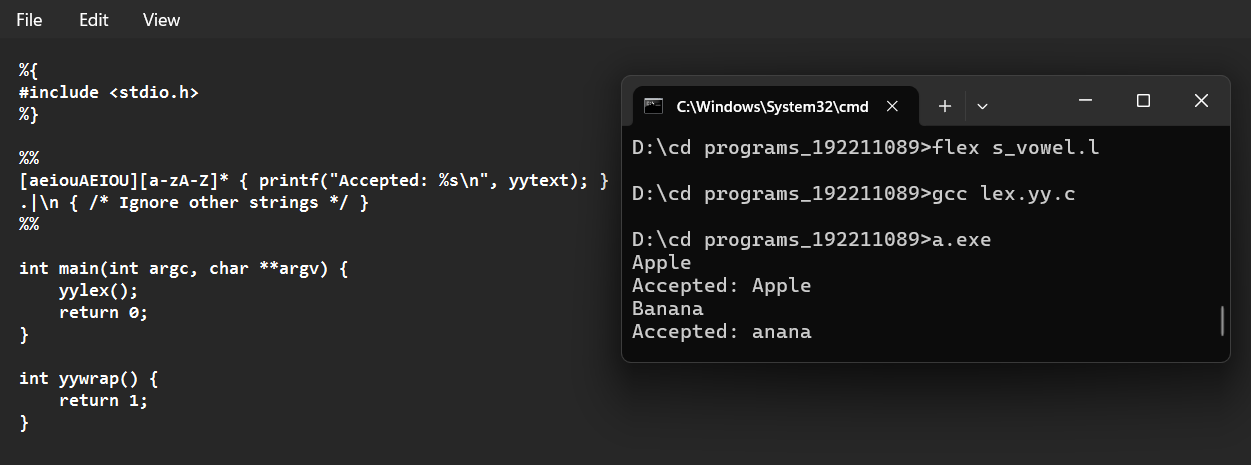 File Edit View
%{
#include <stdio.h>
%}
%%
[aeiouAEIOU][a-zA-Z]* { printf("Accepted: %s\n", yytext); }
.|\n { /* Ignore other strings */ }
%%
int main(int argc, char **argv) {
    yylex();
    return 0;
}
int yywrap() {
    return 1;
}
C:\Windows\System32\cmd
D:\cd programs_192211089>flex s_vowel.l
D:\cd programs_192211089>gcc lex.yy.c
D:\cd programs_192211089>a.exe
Apple
Accepted: Apple
Banana
Accepted: anana